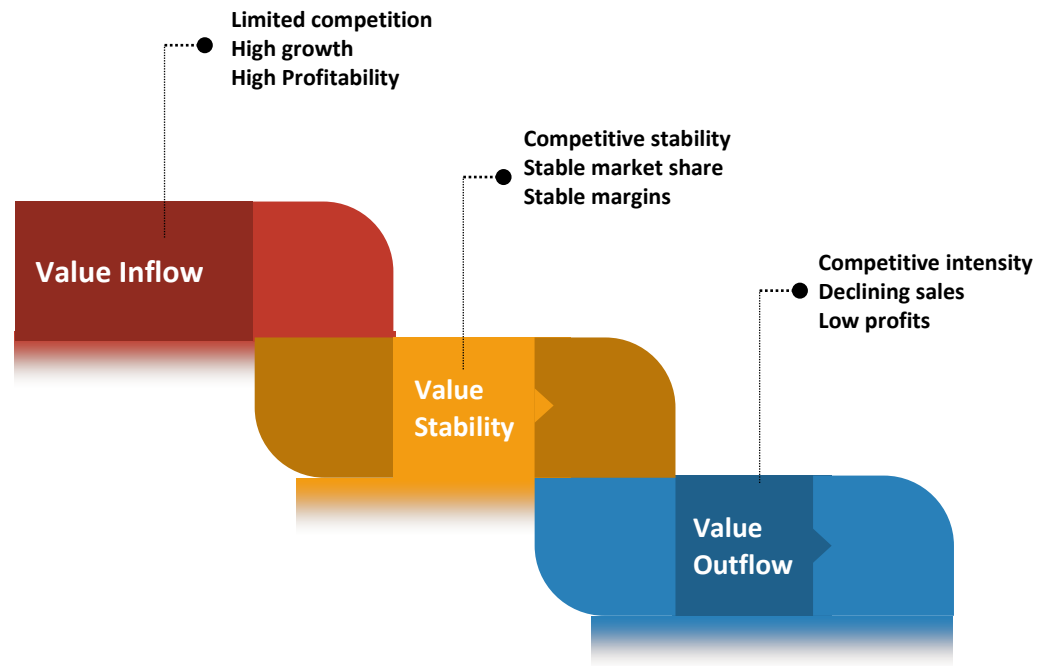 Limited competition
High growth
High Profitability
Value Inflow
Competitive stability
Stable market share
Stable margins
Value
Stability
Competitive intensity
Declining sales
Low profits
Value
Outflow